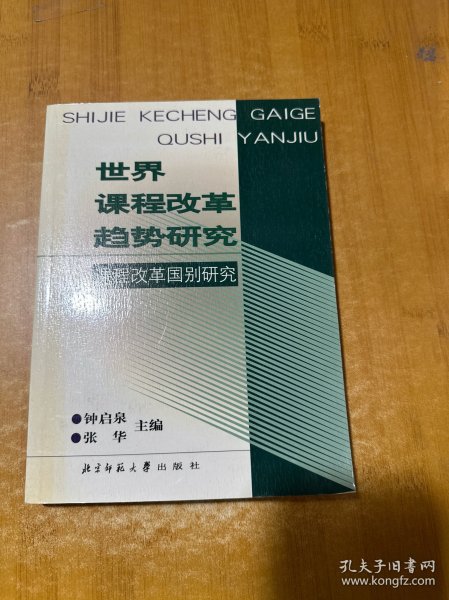 SHIJIE KECHENG GAIGE
QUSHI YANJIU
世界
课程改革
趋势研究
课程改革国别研究
●钟启泉
●张 华
主编
北京师范大学出版社
孔夫子旧书网
www.kongfz.com